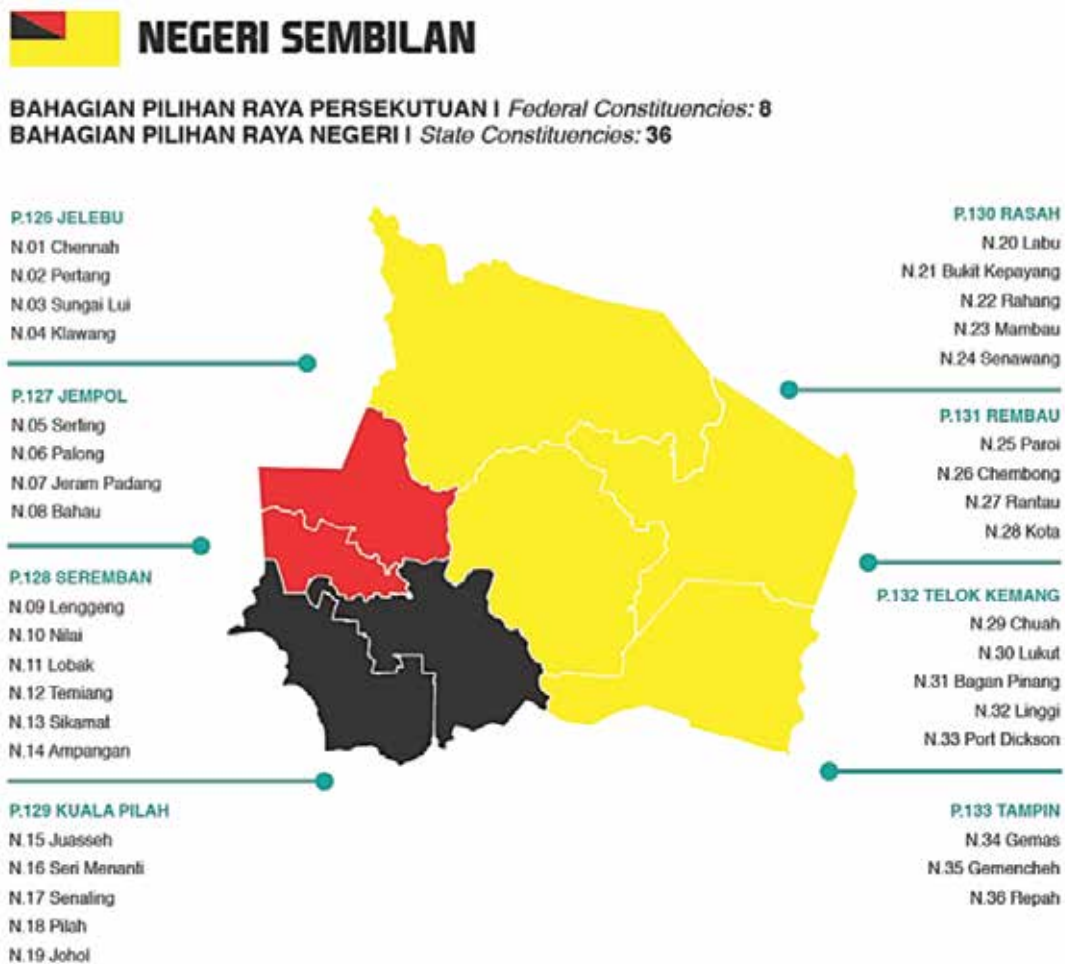 NEGERI SEMBILAN
BAHAGIAN PILIHAN RAYA PERSEKUTUAN I Federal Constituencies: 8
BAHAGIAN PILIHAN RAYA NEGERI I State Constituencies: 36
P.126 JELEBU
N.01 Chennah
N.02 Pertang
N.03 Sungai Lui
N.04 Klawang
P.127 JEMPOL
N.05 Serting
N.06 Palong
N.07 Jeram Padang
N.08 Bahau
P.128 SEREMBAN
N.09 Lenggeng
N.10 Nilai
N.11 Lobak
N.12 Temiang
N.13 Sikamat
N.14 Ampangan
P.129 KUALA PILAH
N.15 Juasseh
N.16 Seri Menanti
N.17 Senaling
N.18 Pilah
N.19 Johol
P.130 RASAH
N.20 Labu
N.21 Bukit Kepayang
N.22 Rahang
N.23 Mambau
N.24 Senawang
P.131 REMBAU
N.25 Paroi
N.26 Chembong
N.27 Rantau
N.28 Kota
P.132 TELOK KEMANG
N.29 Chuah
N.30 Lukut
N.31 Bagan Pinang
N.32 Linggi
N.33 Port Dickson
P.133 TAMPIN
N.34 Gemas
N.35 Gemencheh
N.36 Repah